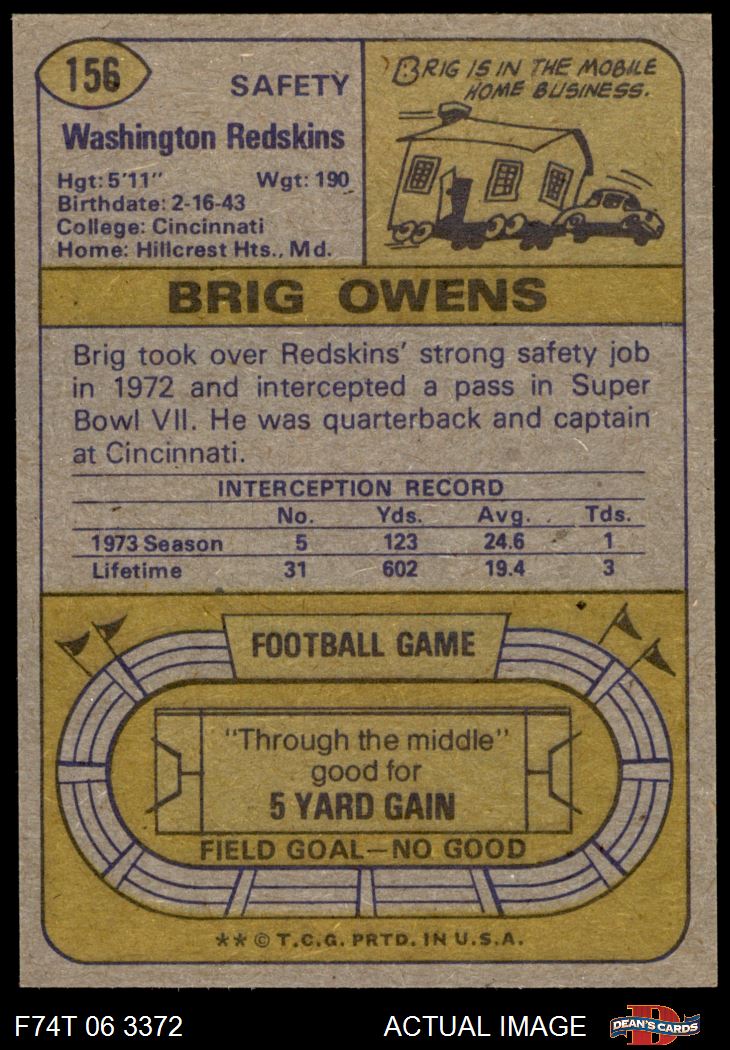 156
SAFETY
Washington Redskins
Hgt: 5'11" Wgt: 190
Birthdate: 2-16-43
College: Cincinnati
Home: Hillcrest Hts., Md.
BRIG IS IN THE MOBILE
HOME BUSINESS.
BRIG OWENS
Brig took over Redskins' strong safety job
in 1972 and intercepted a pass in Super
Bowl VII. He was quarterback and captain
at Cincinnati.
INTERCEPTION RECORD
No. Yds. Avg. Tds.
1973 Season 5 123 24.6 1
Lifetime 31 602 19.4 3
FOOTBALL GAME
"Through the middle"
good for
5 YARD GAIN
FIELD GOAL—NO GOOD
** © T.C.G. PRTD. IN U.S.A.
F74T 06 3372 ACTUAL IMAGE
D
DEAN'S CARDS